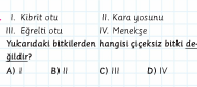 I. Kibrit otu II. Kara yosunu
III. Eğrelti otu IV. Menekşe
Yukarıdaki bitkilerden hangisi çiçeksiz bitki de-
ğildir?
A) I B) II C) III D) IV